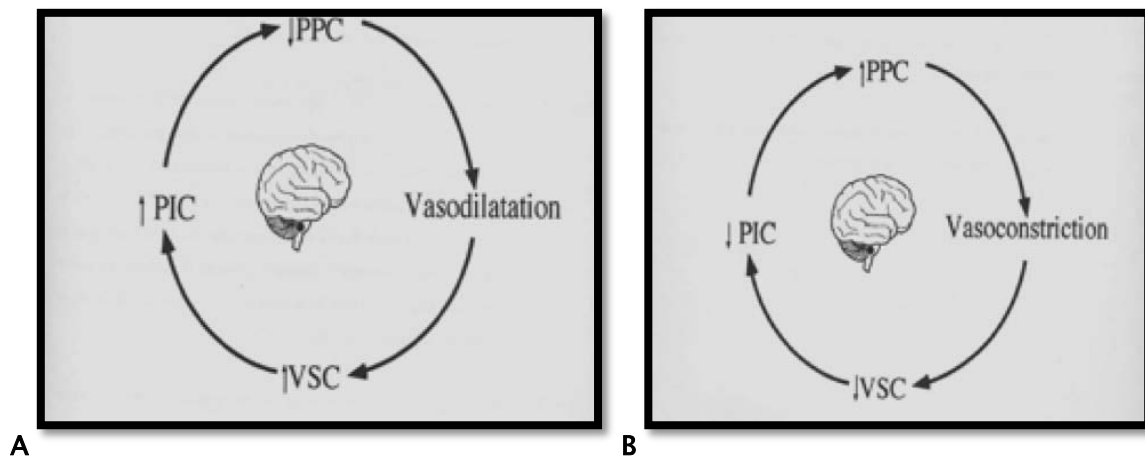 ↓PPC
Vasodilatation
↑VSC
↑ PIC
A
↑PPC
Vasoconstriction
↓VSC
↓ PIC
B